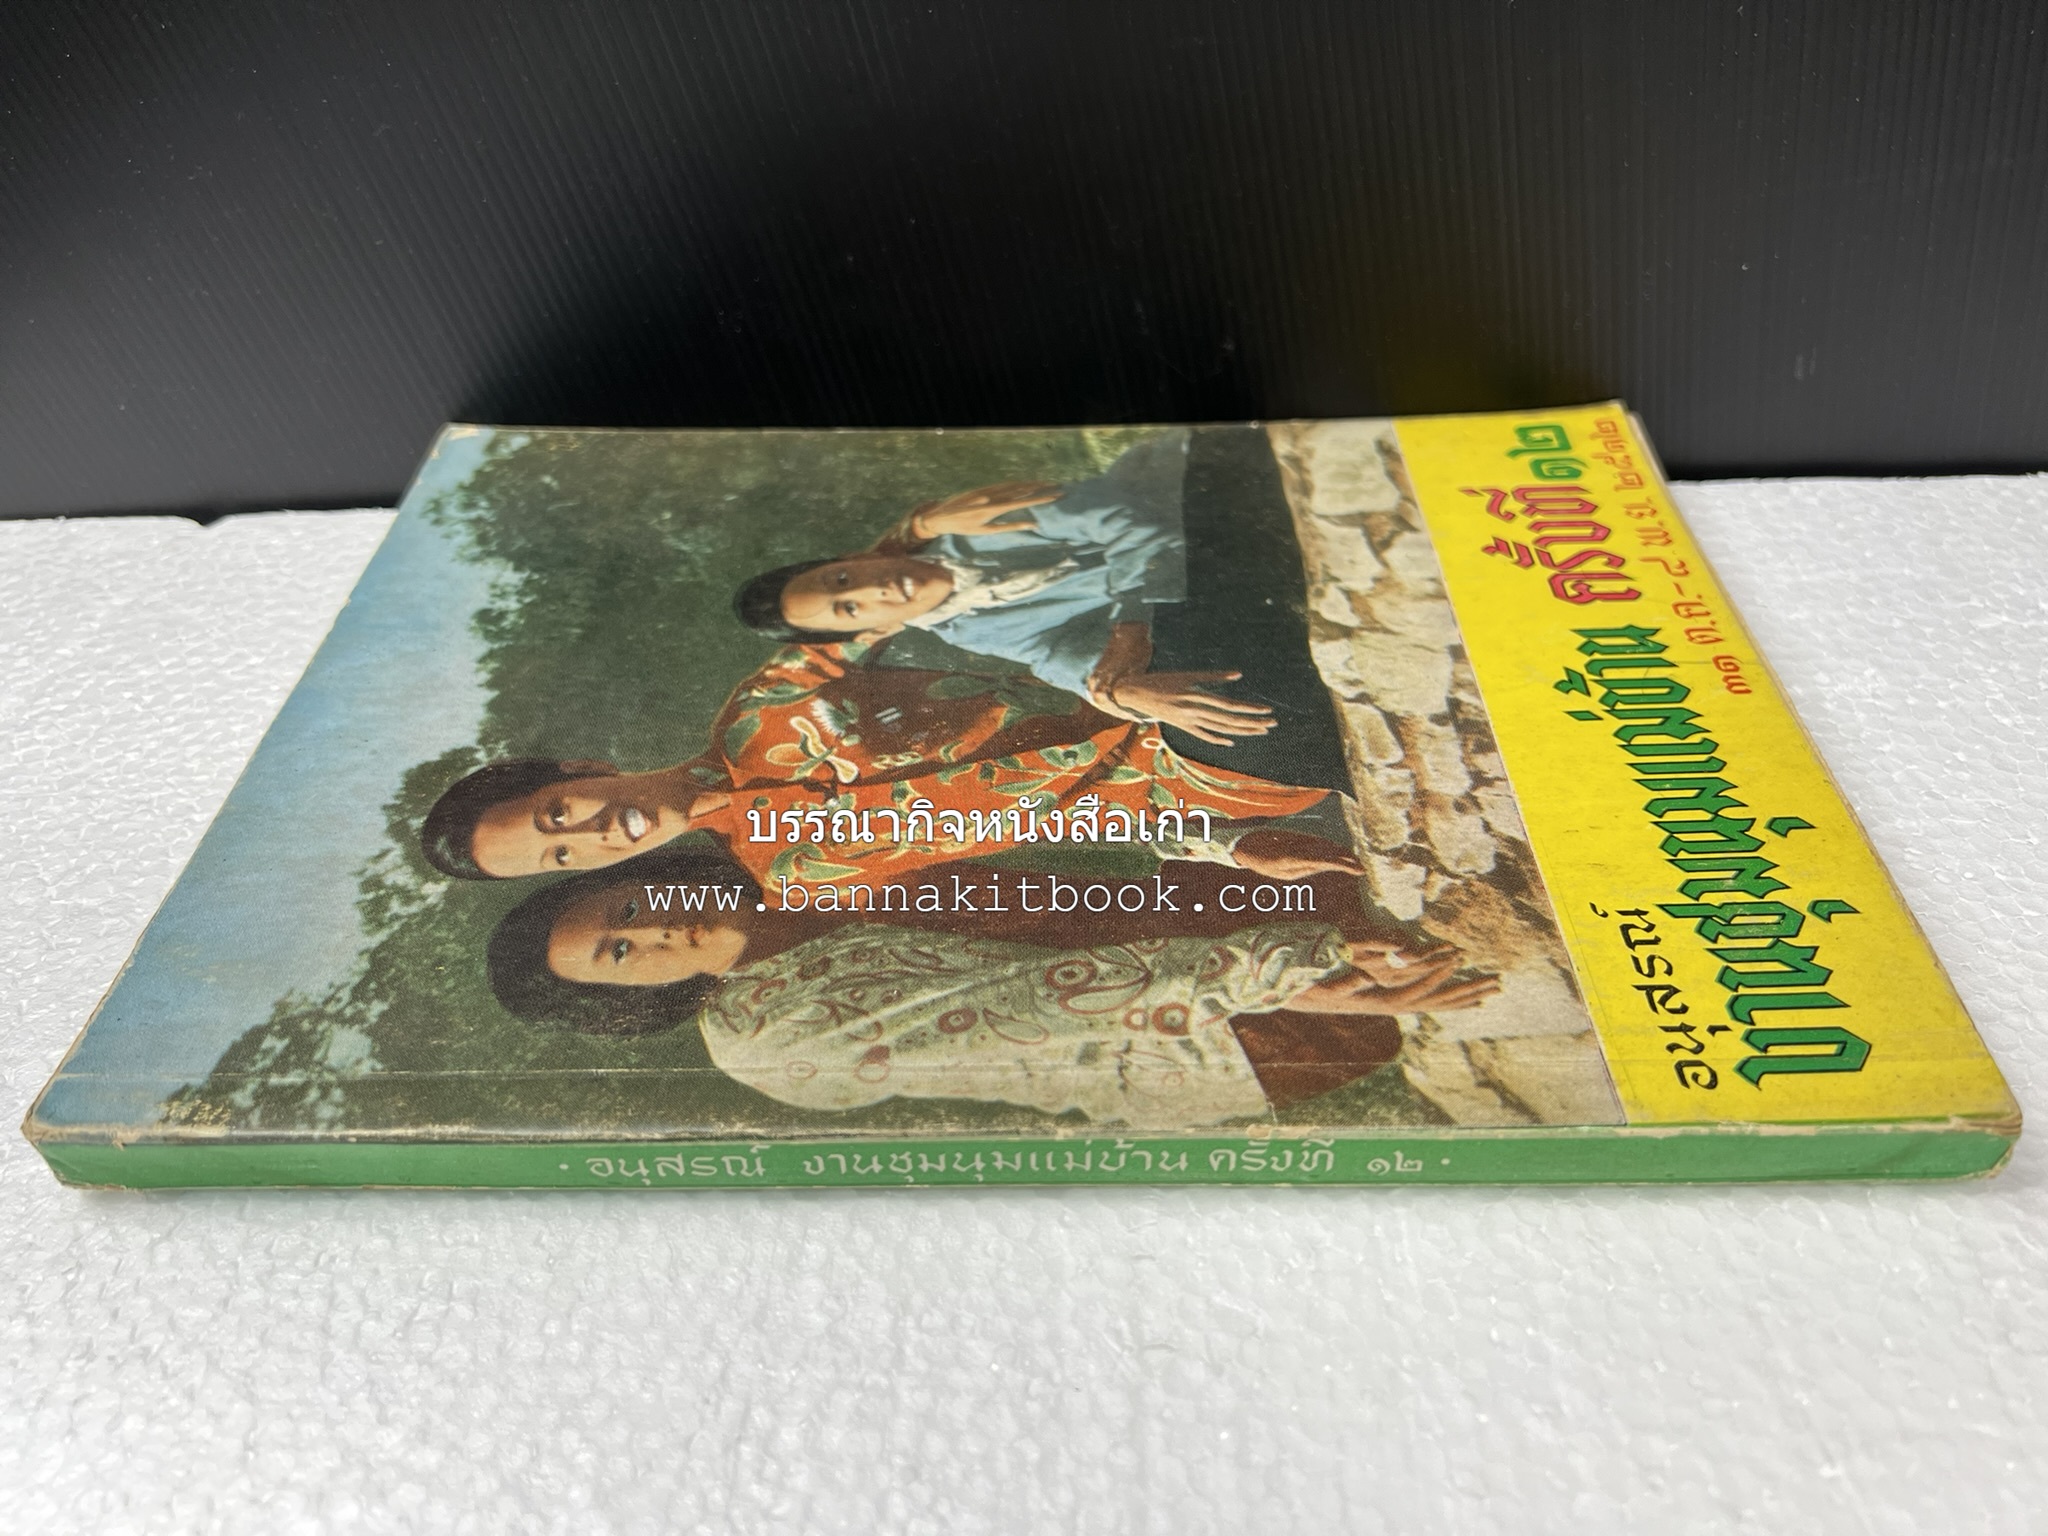 อนุสรณ์
งานชุมนุมแม่บ้าน ครั้งที่ ๑๒
๓๑ ต.ค.-๔ พ.ย. ๒๕๑๒
บรรณากิจหนังสือเก่า
www.bannakitbook.com
· อนุสรณ์ งานชุมนุมแม่บ้าน ครั้งที่ ๑๒ ·